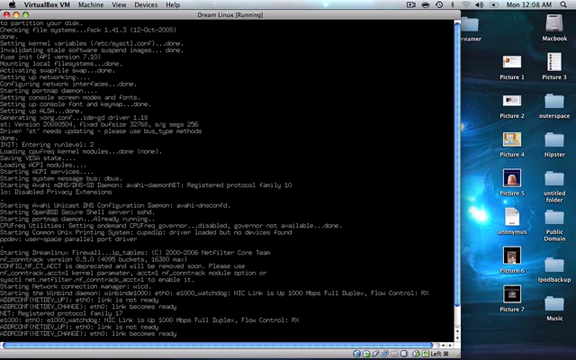 VirtualBox VM Machine View Devices Help
Mon 12:08 AM
Dream Linux [Running]
to partition your disk.
Checking file systems...fsck 1.41.3 (12-Oct-2008)
done.
Setting kernel variables (/etc/sysctl.conf)...done.
Invalidating stale software suspend images... done.
fuse init (API version 7.10)
Mounting local filesystems...done.
Activating swapfile swap...done.
Setting up networking....
Configuring network interfaces...done.
Starting portmap daemon....
Setting console screen modes and fonts.
Setting up console font and keymap...done.
Setting up ALSA...done.
Generating xorg.conf...ide-gd driver 1.18
st: Version 20080504, fixed bufsize 32768, s/g segs 256
Driver 'st' needs updating - please use bus_type methods
done.
INIT: Entering runlevel: 2
Loading cpufreq kernel modules...done (none).
Saving VESA state....
Loading ACPI modules....
Starting ACPI services....
Starting system message bus: dbus.
Starting Avahi mDNS/DNS-SD Daemon: avahi-daemonNET: Registered protocol family 10
lo: Disabled Privacy Extensions
.
Starting Avahi Unicast DNS Configuration Daemon: avahi-dnsconfd.
Starting OpenBSD Secure Shell server: sshd.
Starting portmap daemon...Already running..
CPUFreq Utilities: Setting ondemand CPUFreq governor...disabled, governor not available...done.
Starting Common Unix Printing System: cupsdlp: driver loaded but no devices found
ppdev: user-space parallel port driver
.
Starting Dreamlinux Firewall...ip_tables: (C) 2000-2006 Netfilter Core Team
nf_conntrack version 0.5.0 (4095 buckets, 16380 max)
CONFIG_NF_CT_ACCT is deprecated and will be removed soon. Please use
nf_conntrack.acct=1 kernel parameter, acct=1 nf_conntrack module option or
sysctl net.netfilter.nf_conntrack_acct=1 to enable it.
Starting Network connection manager: wicd.
Starting the Winbind daemon: winbinde1000: eth0: e1000_watchdog: NIC Link is Up 1000 Mbps Full Duplex, Flow Control: RX
ADDRCONF(NETDEV_UP): eth0: link is not ready
ADDRCONF(NETDEV_CHANGE): eth0: link becomes ready
NET: Registered protocol family 17
e1000: eth0: e1000_watchdog: NIC Link is Up 1000 Mbps Full Duplex, Flow Control: RX
ADDRCONF(NETDEV_UP): eth0: link is not ready
ADDRCONF(NETDEV_CHANGE): eth0: link becomes ready
reamer
Macbook
Picture 1
Picture 3
Picture 2
outerspace
Picture 4
Hipster
Picture 5
untitled
folder
anonymus
Public
Domain
Picture 6
Ipodbackup
Picture 7
Music